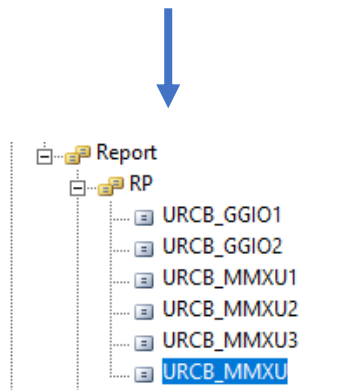 Report
RP
URCB_GGIO1
URCB_GGIO2
URCB_MMXU1
URCB_MMXU2
URCB_MMXU3
URCB_MMXU